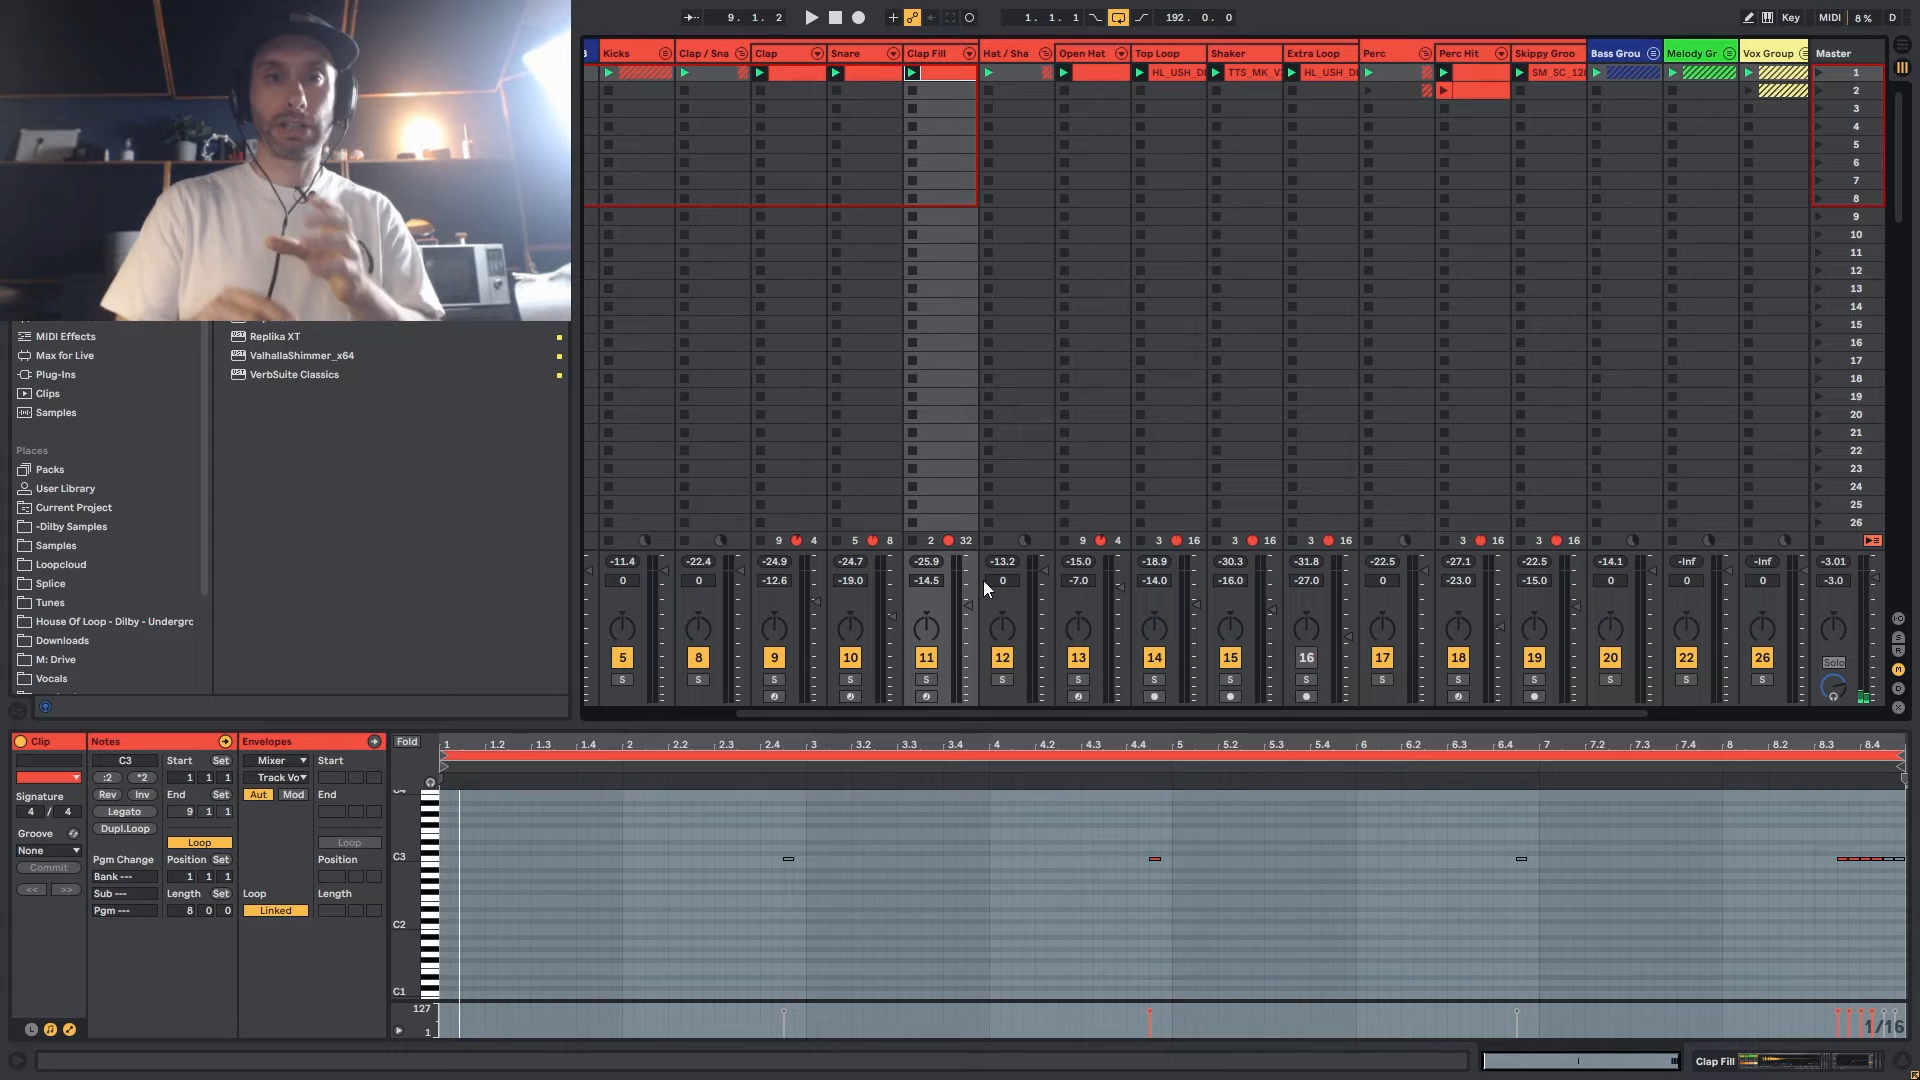 9. 1. 2
1. 1. 1
192. 0. 0
Key
MIDI
8 %
D
Kicks
Clap / Sna
Clap
Snare
Clap Fill
Hat / Sha
Open Hat
Top Loop
Shaker
Extra Loop
Perc
Perc Hit
Skippy Groo
Bass Grou
Melody Gr
Vox Group
Master
HL_USH_DI
TTS_MK_V
HL_USH_DI
SM_SC_12
1
2
3
4
5
6
7
8
9
10
11
12
13
14
15
16
17
18
19
20
21
22
23
24
25
26
9 4
5 8
2 32
9 4
3 16
3 16
3 16
3 16
3 16
-11.4 -22.4 -24.9 -24.7 -25.9 -13.2 -15.0 -18.9 -30.3 -31.8 -22.5 -27.1 -22.5 -14.1 -Inf -Inf -3.01
0 0 -12.6 -19.0 -14.5 0 -7.0 -14.0 -16.0 -27.0 0 -23.0 -15.0 0 0 0 -3.0
5 8 9 10 11 12 13 14 15 16 17 18 19 20 22 26
Solo
S S S S S S S S S S S S S S S S
MIDI Effects
Max for Live
Plug-Ins
Clips
Samples
Places
Packs
User Library
Current Project
-Dilby Samples
Samples
Loopcloud
Splice
Tunes
House Of Loop - Dilby - Undergro
Downloads
M: Drive
Vocals
Replika XT
ValhallaShimmer_x64
VerbSuite Classics
Clip
Signature
4 / 4
Groove
None
Commit
<< >>
Notes
C3
:2 *2
Rev Inv
Legato
Dupl.Loop
Pgm Change
Bank ---
Sub ---
Pgm ---
Start Set
1 1 1
End Set
9 1 1
Loop
Position Set
1 1 1
Length Set
8 0 0
Envelopes
Mixer
Track Vo
Aut Mod
Loop
Linked
Start
End
Loop
Position
Length
Fold
1 1.2 1.3 1.4 2 2.2 2.3 2.4 3 3.2 3.3 3.4 4 4.2 4.3 4.4 5 5.2 5.3 5.4 6 6.2 6.3 6.4 7 7.2 7.3 7.4 8 8.2 8.3 8.4
C3
C2
C1
127
1
1/16
Clap Fill